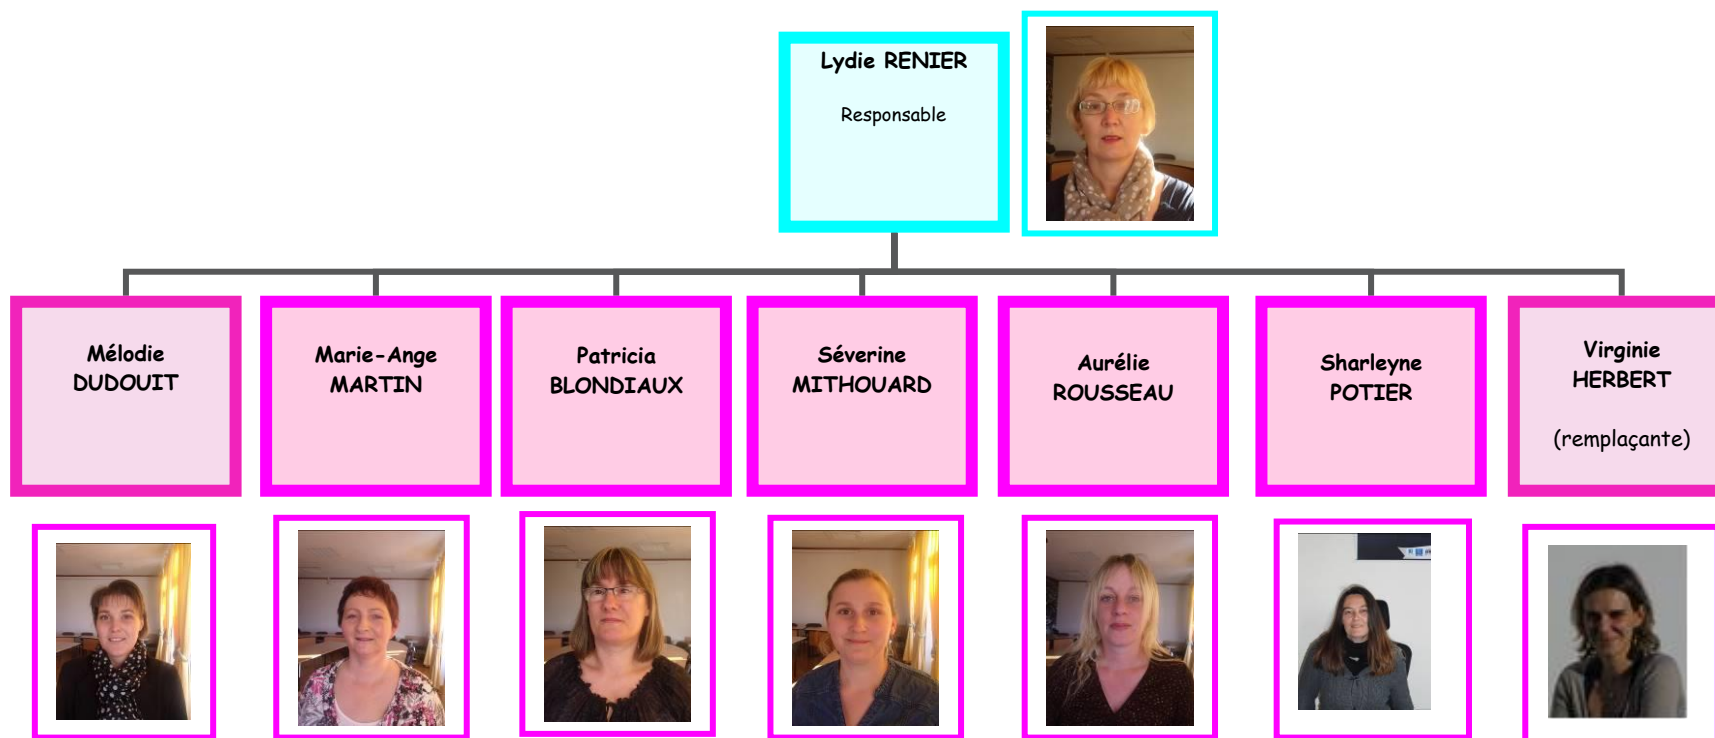 Lydie RENIER
Responsable
Mélodie
DUDOUIT
Marie-Ange
MARTIN
Patricia
BLONDIAUX
Séverine
MITHOUARD
Aurélie
ROUSSEAU
Sharleyne
POTIER
Virginie
HERBERT
(remplaçante)